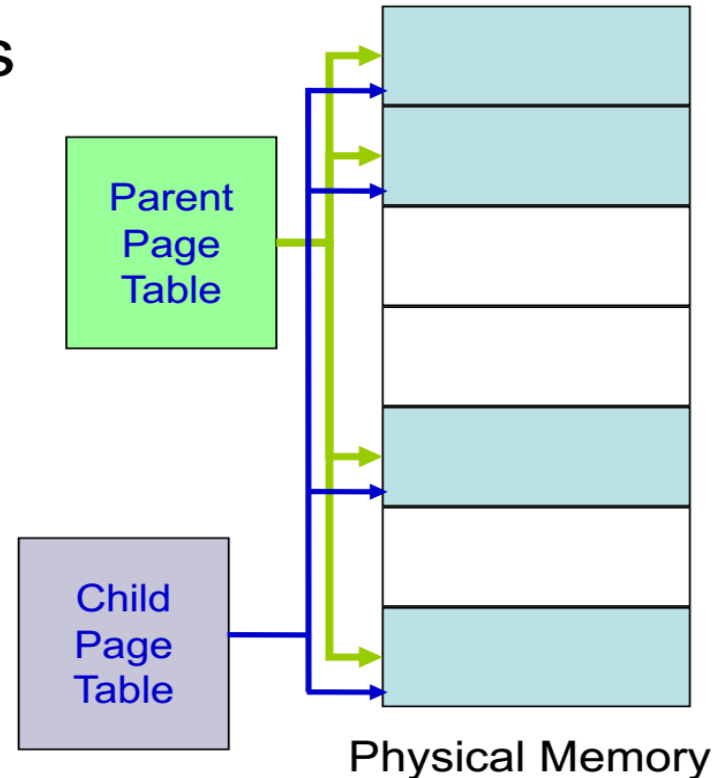 s
Parent
Page
Table
Child
Page
Table
Physical Memory